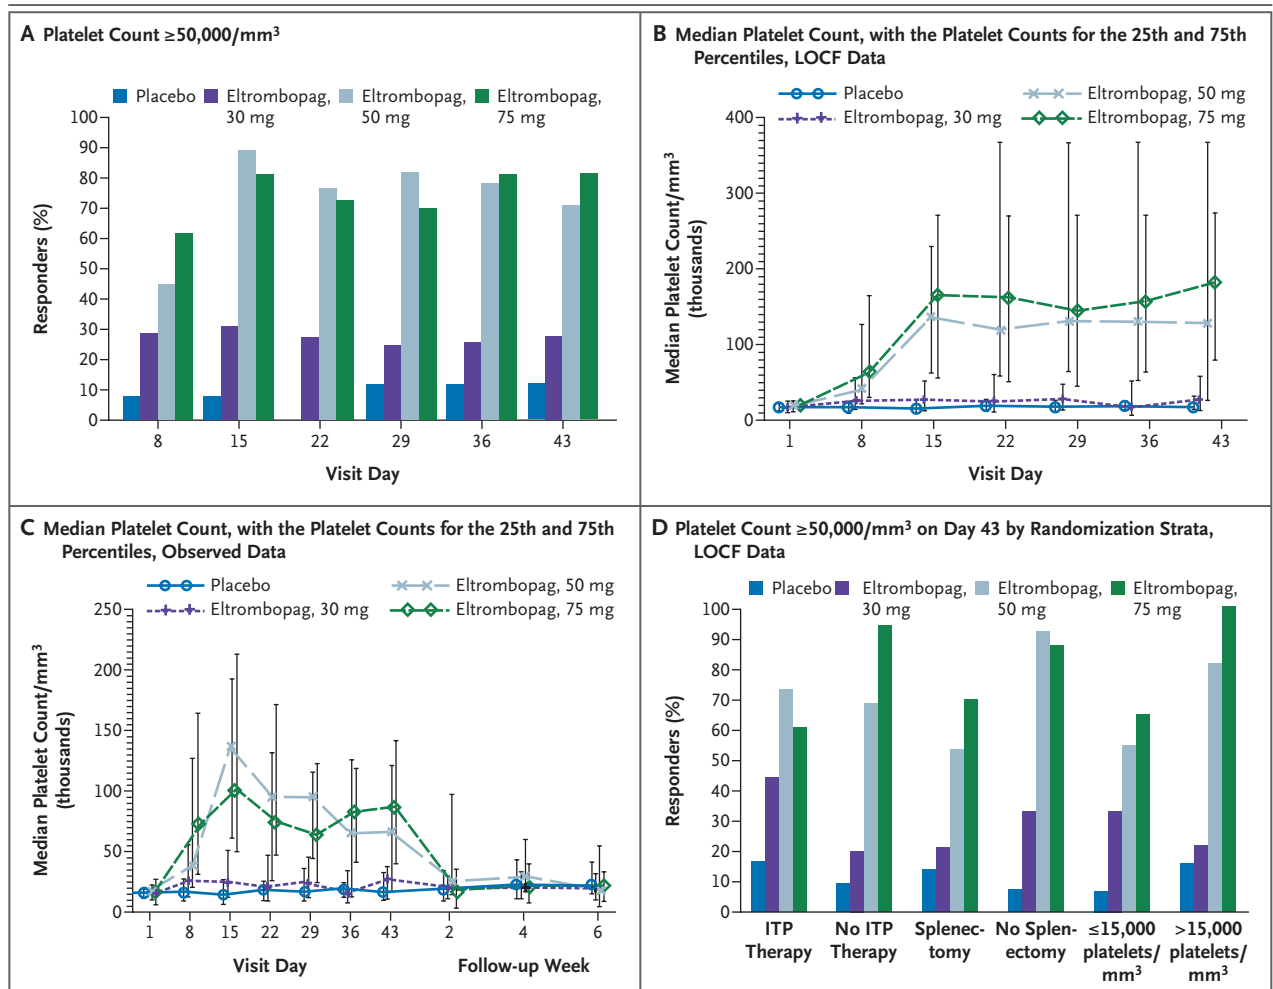 A Platelet Count ≥50,000/mm³
Placebo
Eltrombopag,
30 mg
Eltrombopag,
50 mg
Eltrombopag,
75 mg
Responders (%)
100
90
80
70
60
50
40
30
20
10
0
8 15 22 29 36 43
Visit Day
B Median Platelet Count, with the Platelet Counts for the 25th and 75th
Percentiles, LOCF Data
Placebo
Eltrombopag, 30 mg
Eltrombopag, 50 mg
Eltrombopag, 75 mg
Median Platelet Count/mm³
(thousands)
400
300
200
100
0
1 8 15 22 29 36 43
Visit Day
C Median Platelet Count, with the Platelet Counts for the 25th and 75th
Percentiles, Observed Data
Placebo
Eltrombopag, 30 mg
Eltrombopag, 50 mg
Eltrombopag, 75 mg
Median Platelet Count/mm³
(thousands)
250
200
150
100
50
0
1 8 15 22 29 36 43 2 4 6
Visit Day
Follow-up Week
D Platelet Count ≥50,000/mm³ on Day 43 by Randomization Strata,
LOCF Data
Placebo
Eltrombopag,
30 mg
Eltrombopag,
50 mg
Eltrombopag,
75 mg
Responders (%)
100
90
80
70
60
50
40
30
20
10
0
ITP
Therapy
No ITP
Therapy
Splenec-
tomy
No Splen-
ectomy
≤15,000
platelets/
mm³
>15,000
platelets/
mm³